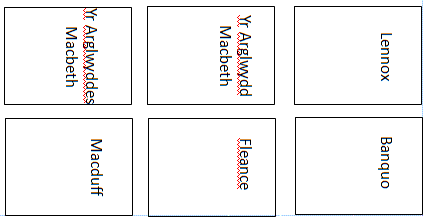 Lennox
Banquo
Yr Arglwydd
Macbeth
Fleance
Yr Arglwyddes
Macbeth
Macduff